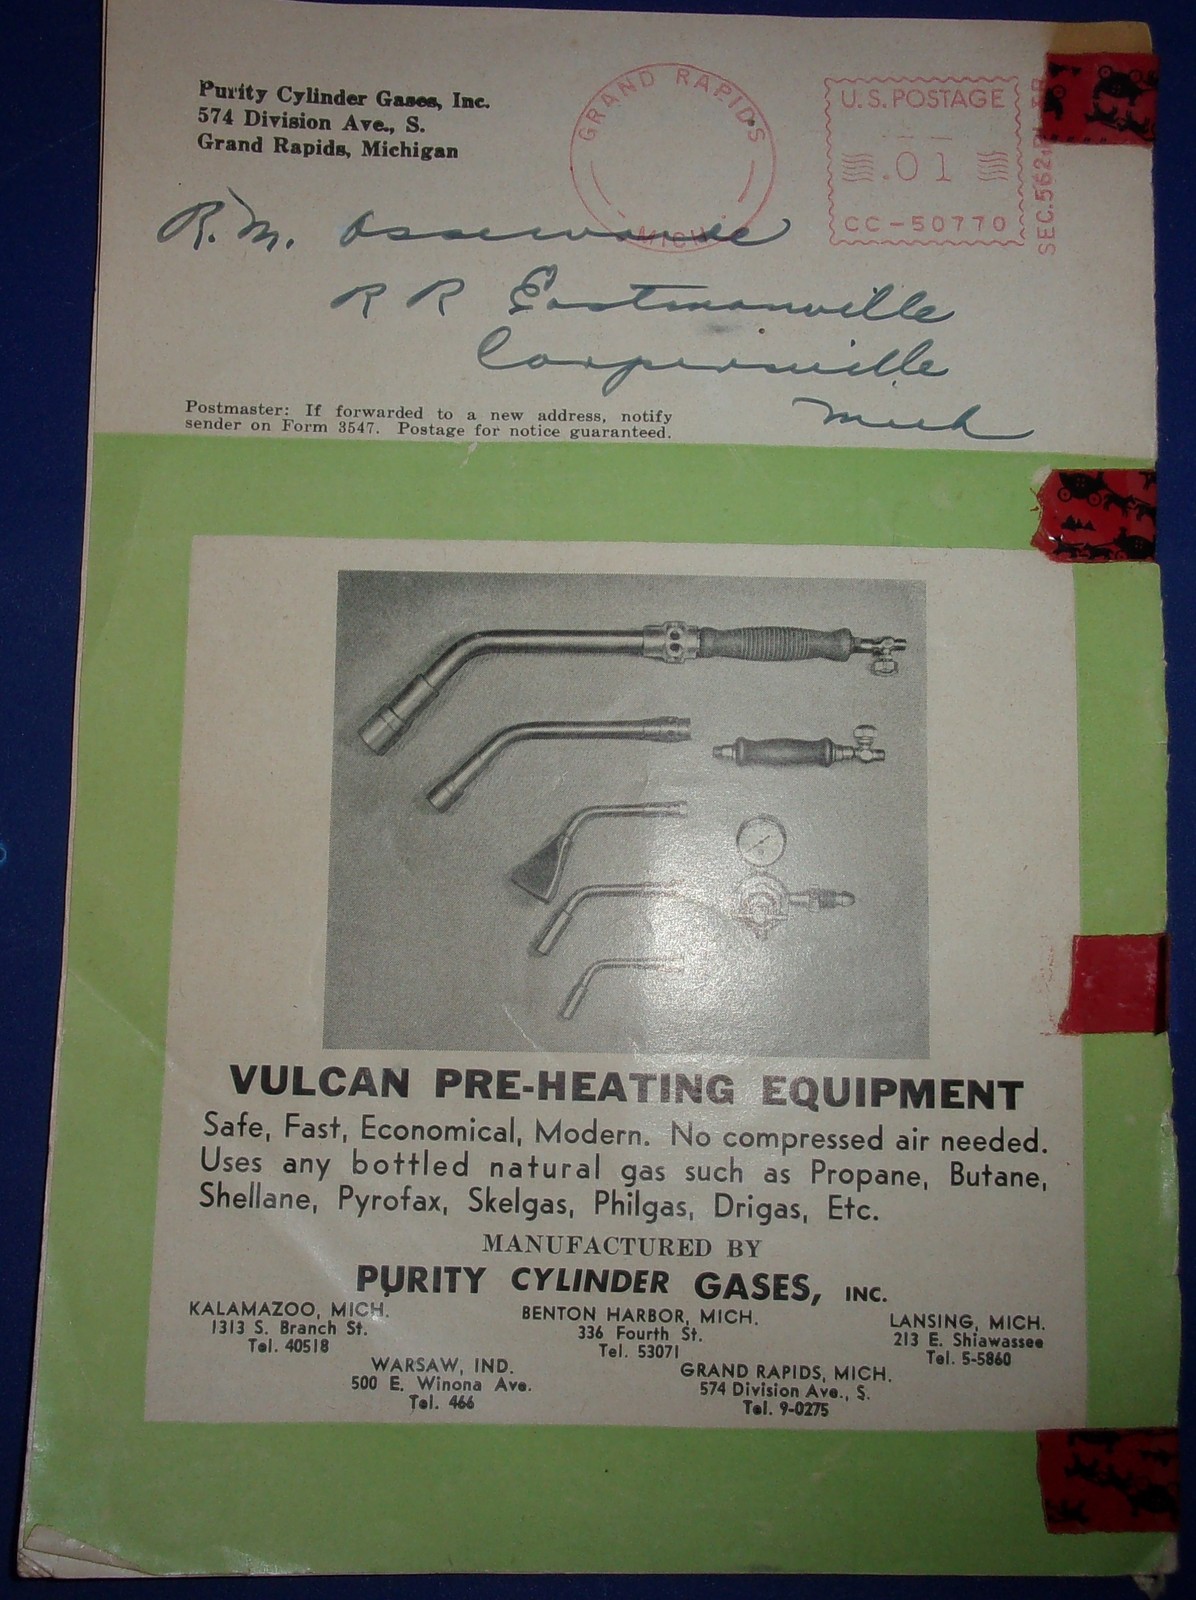 Purity Cylinder Gases, Inc.
574 Division Ave., S.
Grand Rapids, Michigan
GRAND RAPIDS
MICH.
U.S. POSTAGE
.01
CC-50770
SEC. 562,
R.M.
R R Eastmanville
Coopersville
Mich
Postmaster: If forwarded to a new address, notify
sender on Form 3547. Postage for notice guaranteed.
VULCAN PRE-HEATING EQUIPMENT
Safe, Fast, Economical, Modern. No compressed air needed.
Uses any bottled natural gas such as Propane, Butane,
Shellane, Pyrofax, Skelgas, Philgas, Drigas, Etc.
MANUFACTURED BY
PURITY CYLINDER GASES, INC.
KALAMAZOO, MICH.
1313 S. Branch St.
Tel. 40518
BENTON HARBOR, MICH.
336 Fourth St.
Tel. 53071
LANSING, MICH.
213 E. Shiawassee
Tel. 5-5860
WARSAW, IND.
500 E. Winona Ave.
Tel. 466
GRAND RAPIDS, MICH.
574 Division Ave., S.
Tel. 9-0275